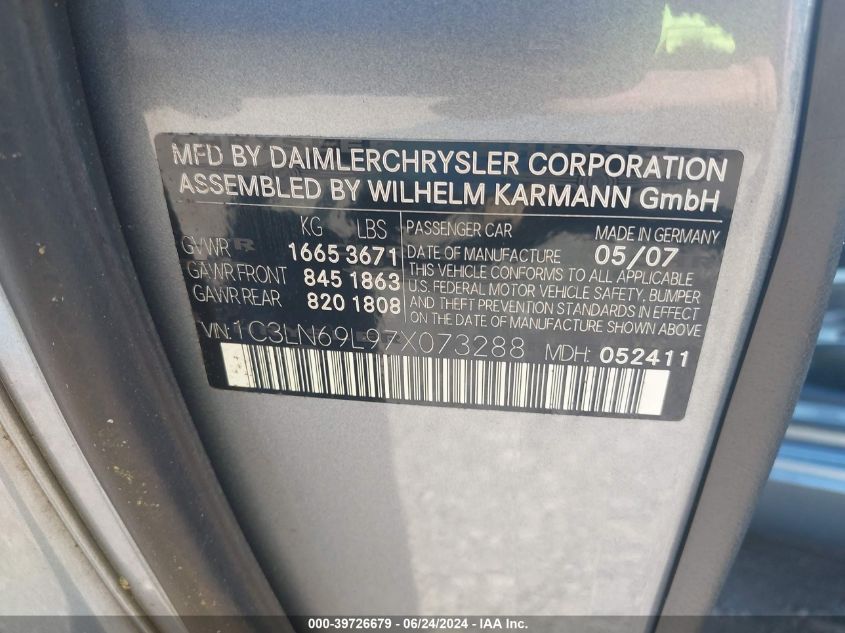 MFD BY DAIMLERCHRYSLER CORPORATION
ASSEMBLED BY WILHELM KARMANN GmbH
KG LBS
GVWR 1665 3671
GAWR FRONT 845 1863
GAWR REAR 820 1808
PASSENGER CAR MADE IN GERMANY
DATE OF MANUFACTURE 05/07
THIS VEHICLE CONFORMS TO ALL APPLICABLE
U.S. FEDERAL MOTOR VEHICLE SAFETY, BUMPER
AND THEFT PREVENTION STANDARDS IN EFFECT
ON THE DATE OF MANUFACTURE SHOWN ABOVE.
VIN: 1C3LN69L97X073288 MDH: 052411
000-39726679 / 06/24/2024 - IAA Inc.